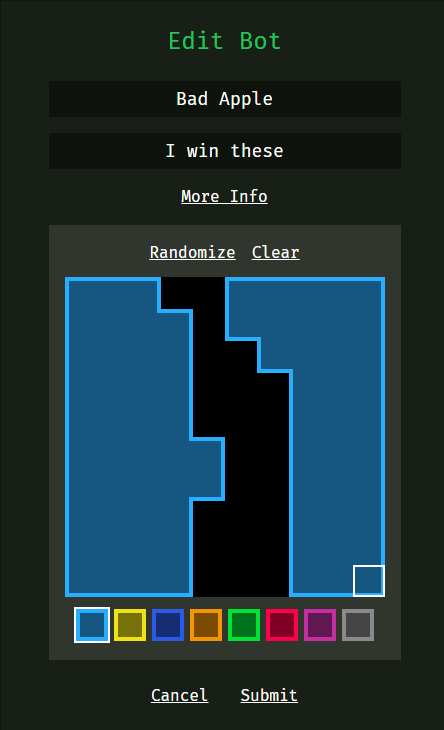 Edit Bot
Bad Apple
I win these
More Info
Randomize Clear
Cancel Submit